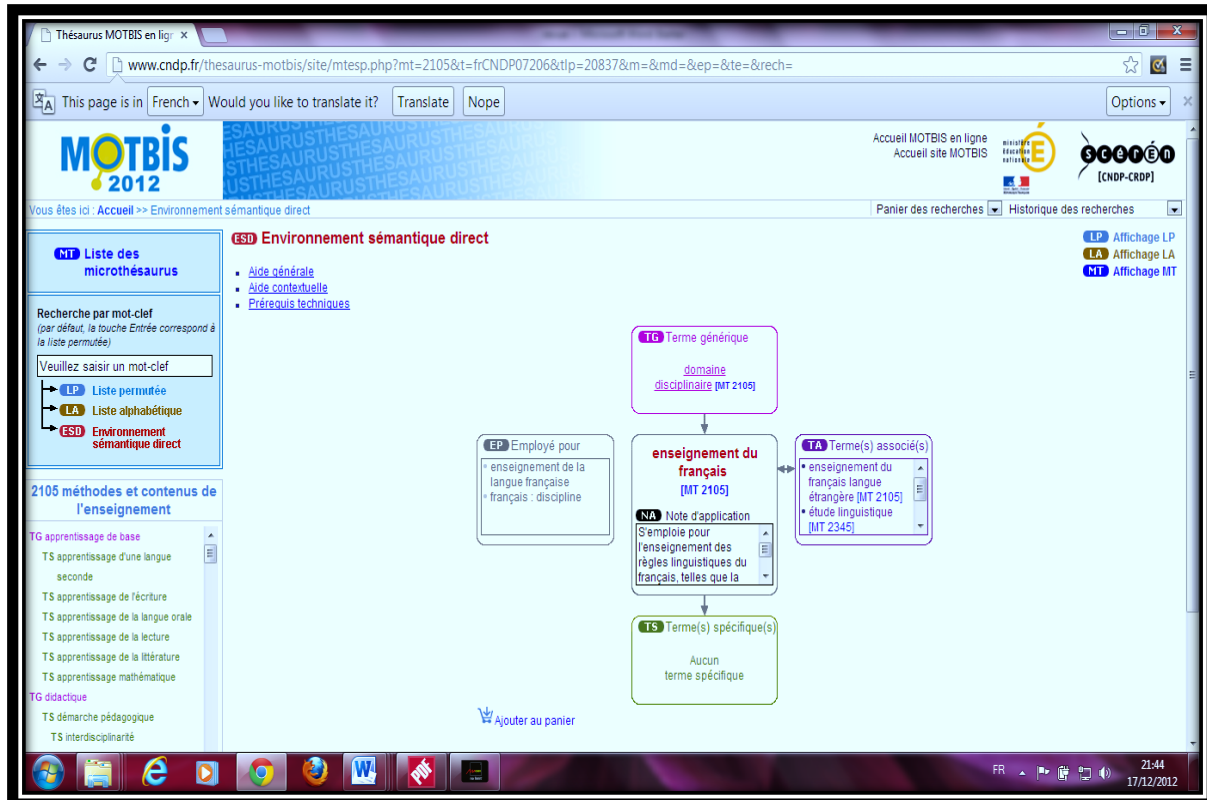 Thésaurus MOTBIS en ligr
www.cndp.fr/thesaurus-motbis/site/mtesp.php?mt=2105&t=frCNDP07206&tlp=20837&m=&md=&ep=&te=&rech=
This page is in French Would you like to translate it? Translate Nope Options
MOTBIS
2012
ESAURUSTHESAURUSTHESAURUS
Accueil MOTBIS en ligne
Accueil site MOTBIS
ministère
éducation
nationale
scérén
[CNDP-CRDP]
Vous êtes ici : Accueil >> Environnement sémantique direct
Panier des recherches Historique des recherches
MT Liste des
microthésaurus
ESD Environnement sémantique direct
LP Affichage LP
LA Affichage LA
MT Affichage MT
Aide générale
Aide contextuelle
Prérequis techniques
Recherche par mot-clef
(par défaut, la touche Entrée correspond à
la liste permutée)
Veuillez saisir un mot-clef
LP Liste permutée
LA Liste alphabétique
ESD Environnement
sémantique direct
2105 méthodes et contenus de
l'enseignement
TG apprentissage de base
TS apprentissage d'une langue
seconde
TS apprentissage de l'écriture
TS apprentissage de la langue orale
TS apprentissage de la lecture
TS apprentissage de la littérature
TS apprentissage mathématique
TG didactique
TS démarche pédagogique
TS interdisciplinarité
TG Terme générique
domaine
disciplinaire [MT 2105]
EP Employé pour
enseignement de la
langue française
français : discipline
enseignement du
français
[MT 2105]
NA Note d'application
S'emploie pour
l'enseignement des
règles linguistiques du
français, telles que la
TA Terme(s) associé(s)
enseignement du
français langue
étrangère [MT 2105]
étude linguistique
[MT 2345]
TS Terme(s) spécifique(s)
Aucun
terme spécifique
Ajouter au panier
FR
21:44
17/12/2012